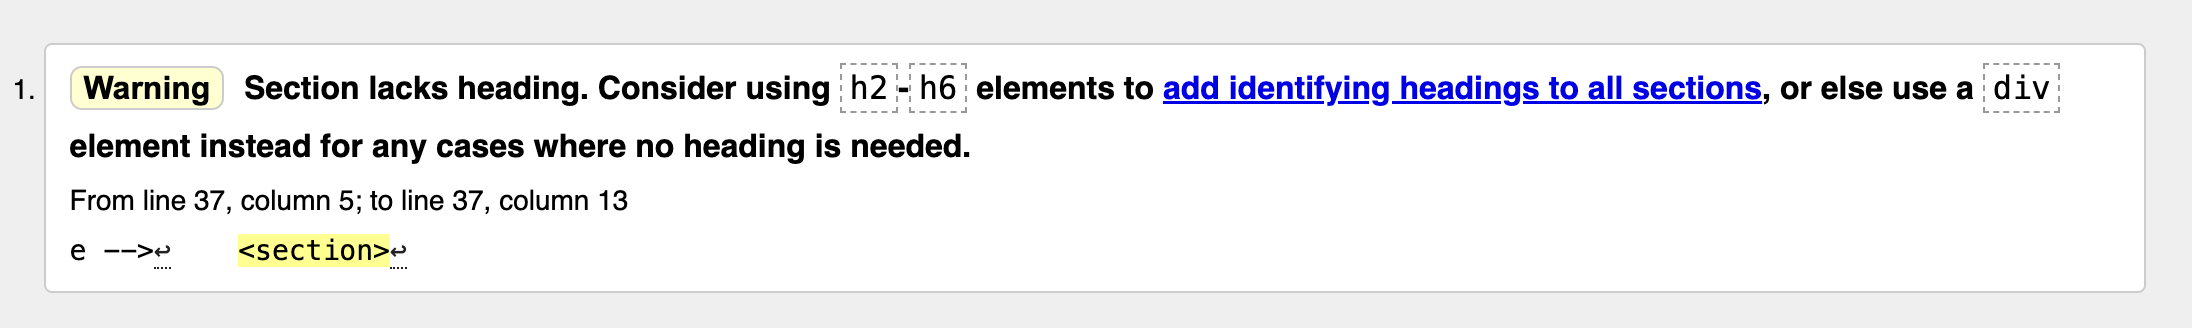 1. Warning Section lacks heading. Consider using h2-h6 elements to add identifying headings to all sections, or else use a div
element instead for any cases where no heading is needed.
From line 37, column 5; to line 37, column 13
e -->↩ <section>↩